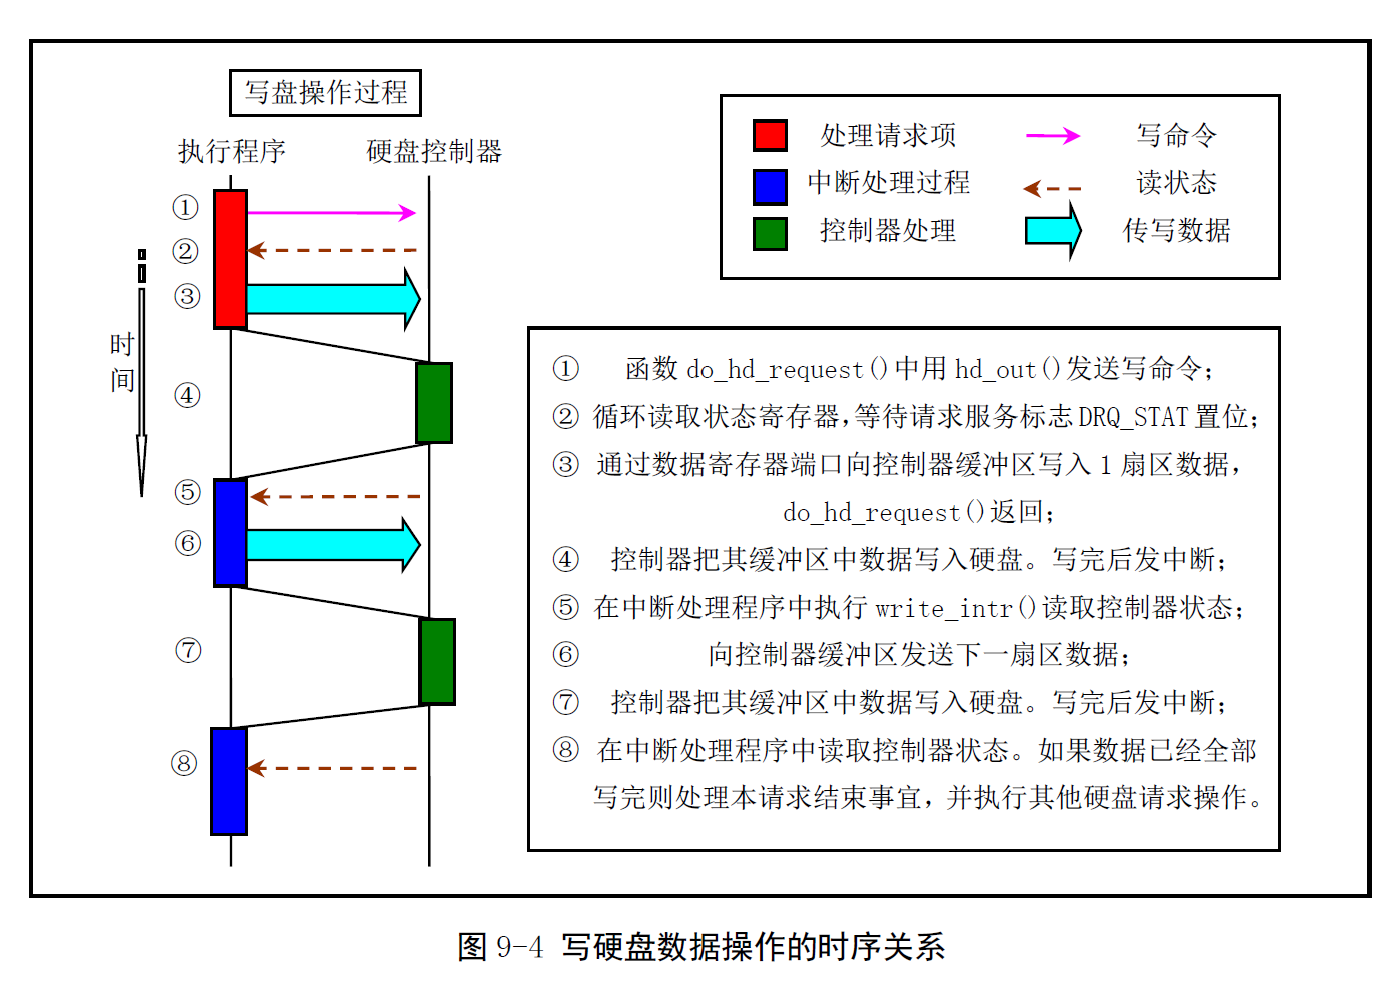 写盘操作过程
执行程序 硬盘控制器
处理请求项 写命令
中断处理过程 读状态
控制器处理 传写数据
①
②
③
④
⑤
⑥
⑦
⑧
时
间
① 函数 do_hd_request()中用 hd_out()发送写命令；
② 循环读取状态寄存器，等待请求服务标志 DRQ_STAT 置位；
③ 通过数据寄存器端口向控制器缓冲区写入 1 扇区数据，
do_hd_request()返回；
④ 控制器把其缓冲区中数据写入硬盘。写完后发中断；
⑤ 在中断处理程序中执行 write_intr()读取控制器状态；
⑥ 向控制器缓冲区发送下一扇区数据；
⑦ 控制器把其缓冲区中数据写入硬盘。写完后发中断；
⑧ 在中断处理程序中读取控制器状态。如果数据已经全部
写完则处理本请求结束事宜，并执行其他硬盘请求操作。
图 9-4 写硬盘数据操作的时序关系